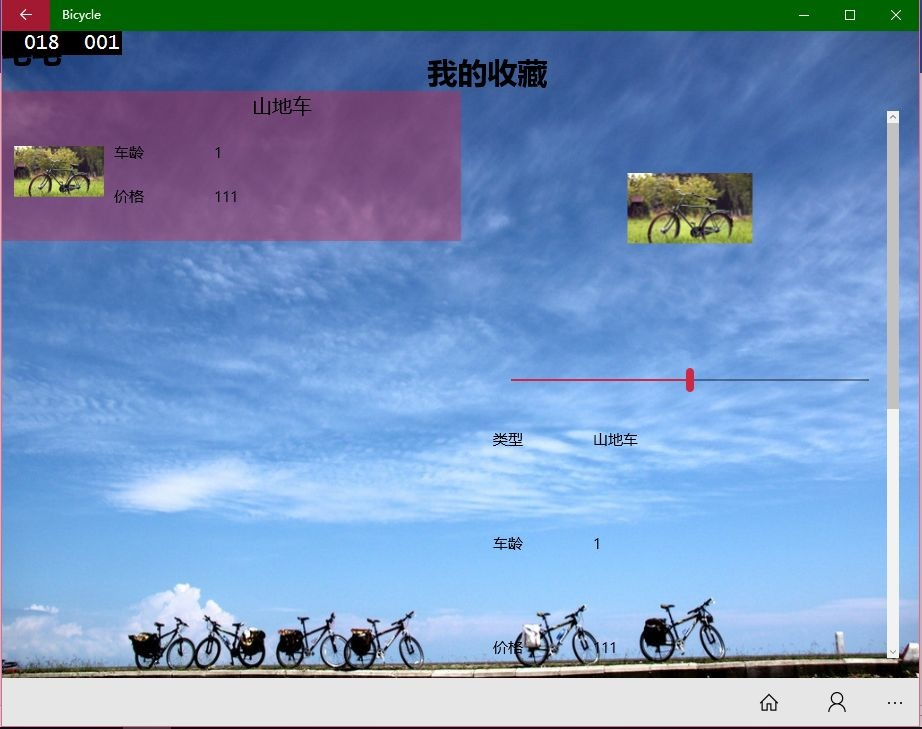 Bicycle
018 001
我的收藏
山地车
车龄 1
价格 111
类型 山地车
车龄 1
价格 111